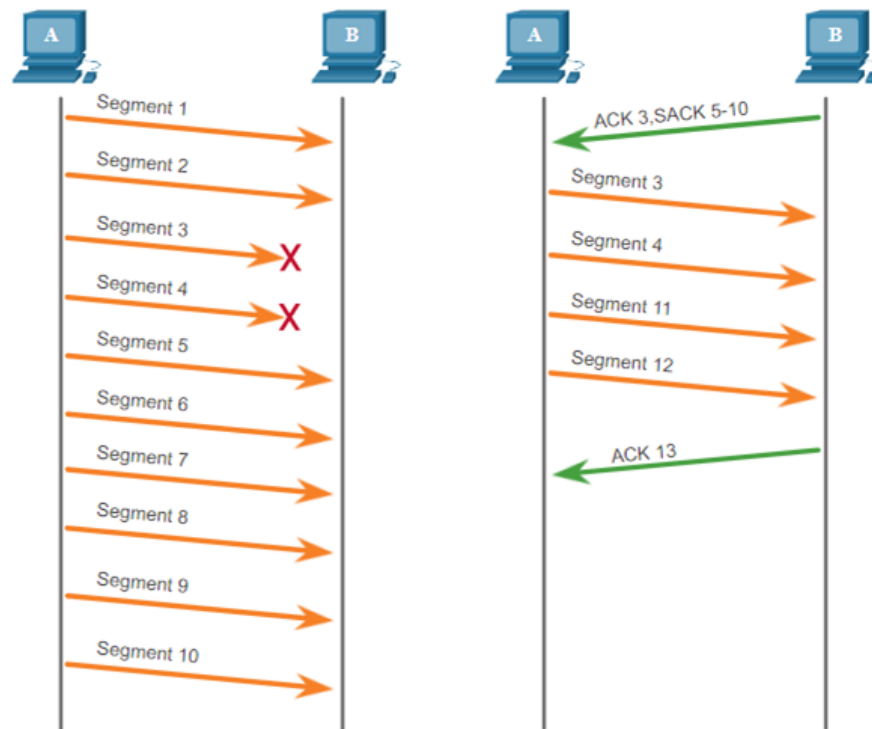 A
B
Segment 1
Segment 2
Segment 3
X
Segment 4
X
Segment 5
Segment 6
Segment 7
Segment 8
Segment 9
Segment 10
A
B
ACK 3,SACK 5-10
Segment 3
Segment 4
Segment 11
Segment 12
ACK 13